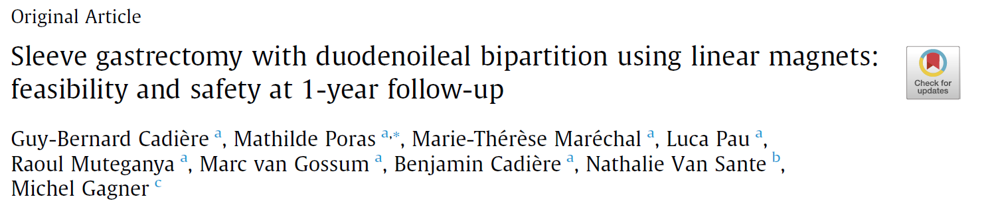 Original Article
Sleeve gastrectomy with duodenoileal bipartition using linear magnets:
feasibility and safety at 1-year follow-up
Check for
updates
Guy-Bernard Cadière a, Mathilde Poras a,*, Marie-Thérèse Maréchal a, Luca Pau a,
Raoul Muteganya a, Marc van Gossum a, Benjamin Cadière a, Nathalie Van Sante b,
Michel Gagner c